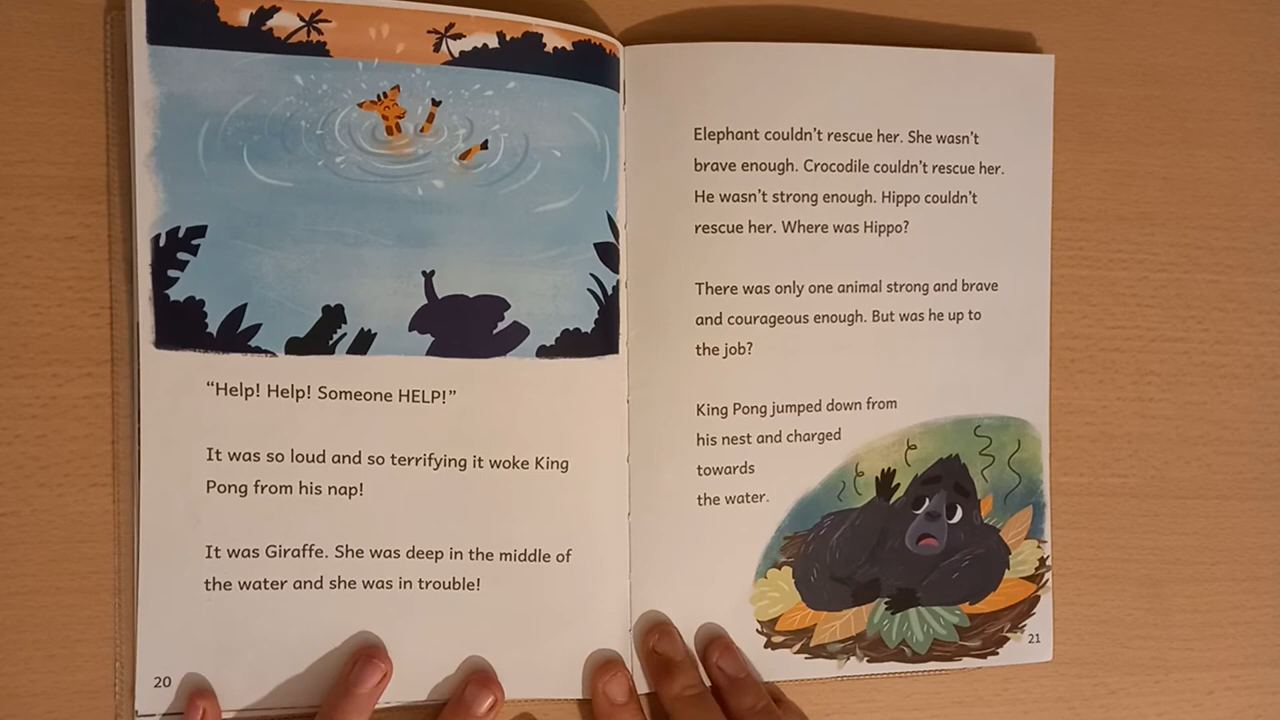 “Help! Help! Someone HELP!”
It was so loud and so terrifying it woke King
Pong from his nap!
It was Giraffe. She was deep in the middle of
the water and she was in trouble!
20
Elephant couldn’t rescue her. She wasn’t
brave enough. Crocodile couldn’t rescue her.
He wasn’t strong enough. Hippo couldn’t
rescue her. Where was Hippo?
There was only one animal strong and brave
and courageous enough. But was he up to
the job?
King Pong jumped down from
his nest and charged
towards
the water.
21